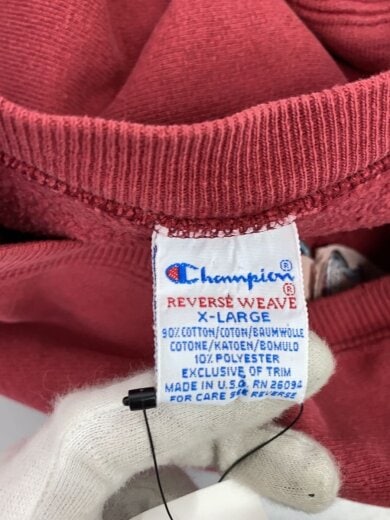 Champion®
REVERSE WEAVE®
X-LARGE
90% COTTON/COTON/BAUMWOLLE
COTONE/KATOEN/BOMULD
10% POLYESTER
EXCLUSIVE OF TRIM
MADE IN U.S.A. RN 26094
FOR CARE SEE REVERSE